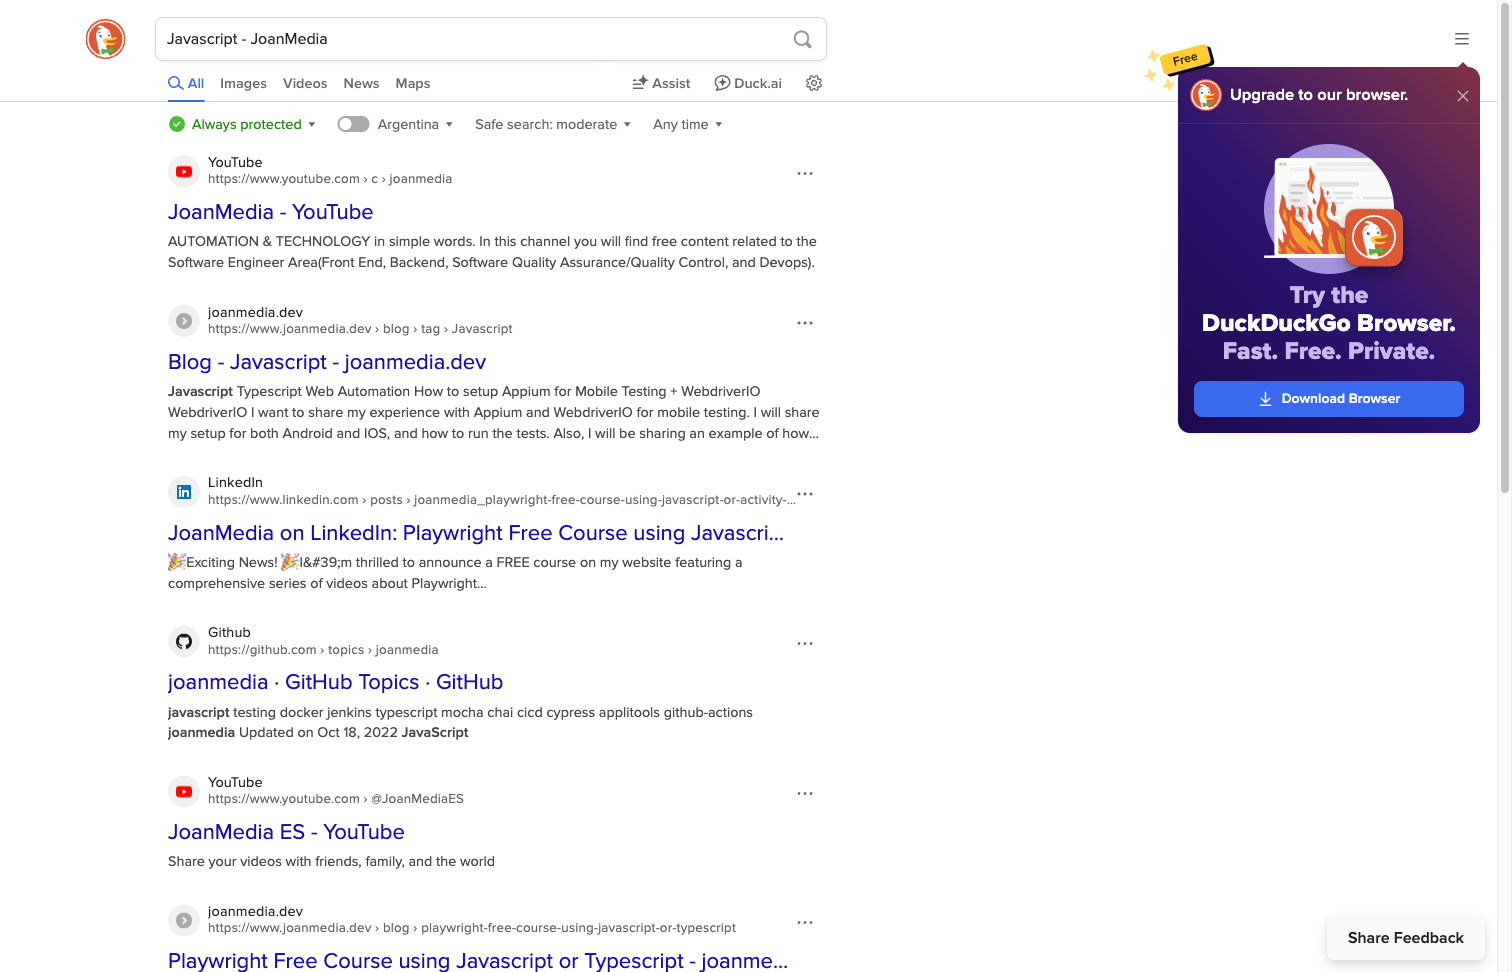 Javascript - JoanMedia
All
Images
Videos
News
Maps
Assist
Duck.ai
Always protected
Argentina
Safe search: moderate
Any time
YouTube
https://www.youtube.com › c › joanmedia
JoanMedia - YouTube
AUTOMATION & TECHNOLOGY in simple words. In this channel you will find free content related to the
Software Engineer Area(Front End, Backend, Software Quality Assurance/Quality Control, and Devops).
joanmedia.dev
https://www.joanmedia.dev › blog › tag › Javascript
Blog - Javascript - joanmedia.dev
Javascript Typescript Web Automation How to setup Appium for Mobile Testing + WebdriverIO
WebdriverIO I want to share my experience with Appium and WebdriverIO for mobile testing. I will share
my setup for both Android and IOS, and how to run the tests. Also, I will be sharing an example of how...
LinkedIn
https://www.linkedin.com › posts › joanmedia_playwright-free-course-using-javascript-or-activity-...
JoanMedia on LinkedIn: Playwright Free Course using Javascri...
🎉Exciting News! 🎉I&#39;m thrilled to announce a FREE course on my website featuring a
comprehensive series of videos about Playwright...
Github
https://github.com › topics › joanmedia
joanmedia · GitHub Topics · GitHub
javascript testing docker jenkins typescript mocha chai cicd cypress applitools github-actions
joanmedia Updated on Oct 18, 2022 JavaScript
YouTube
https://www.youtube.com › @JoanMediaES
JoanMedia ES - YouTube
Share your videos with friends, family, and the world
joanmedia.dev
https://www.joanmedia.dev › blog › playwright-free-course-using-javascript-or-typescript
Playwright Free Course using Javascript or Typescript - joanme...
Free
Upgrade to our browser.
Try the
DuckDuckGo Browser.
Fast. Free. Private.
Download Browser
Share Feedback